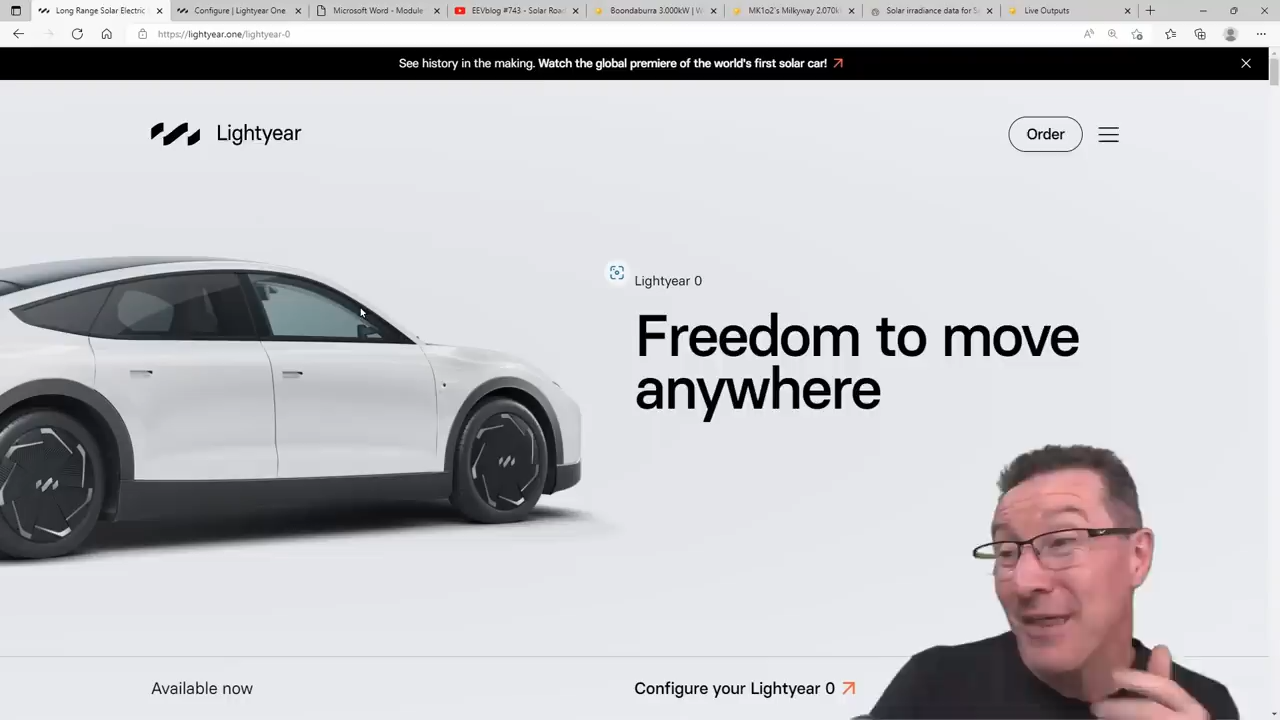 Long Range Solar Electric
Configure | Lightyear One
Microsoft Word - Module
EEVblog #743 - Solar Road
Boondaburra 3.000kW |
MK1o2's Milkyway 2.070k
Solar irradiance data for S
Live Outputs
https://lightyear.one/lightyear-0
See history in the making. Watch the global premiere of the world's first solar car!
Lightyear
Order
Lightyear 0
Freedom to move
anywhere
Available now
Configure your Lightyear 0